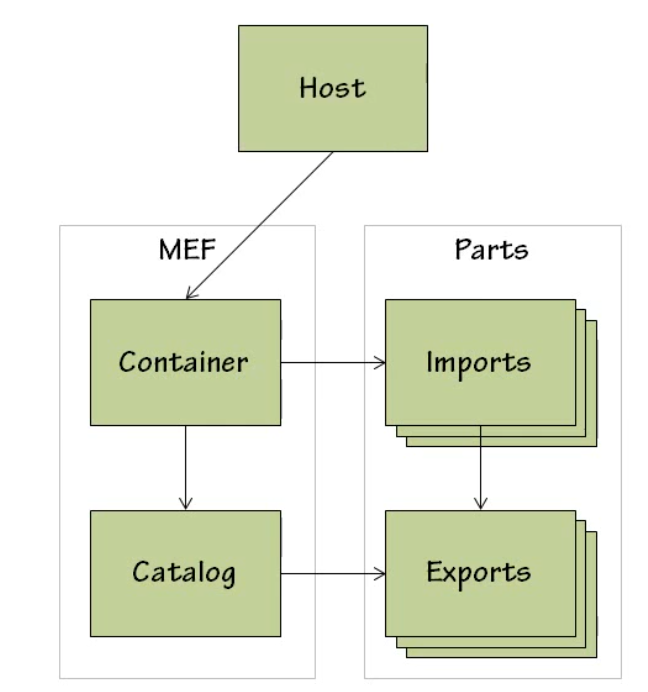 Host
MEF
Parts
Container
Imports
Catalog
Exports